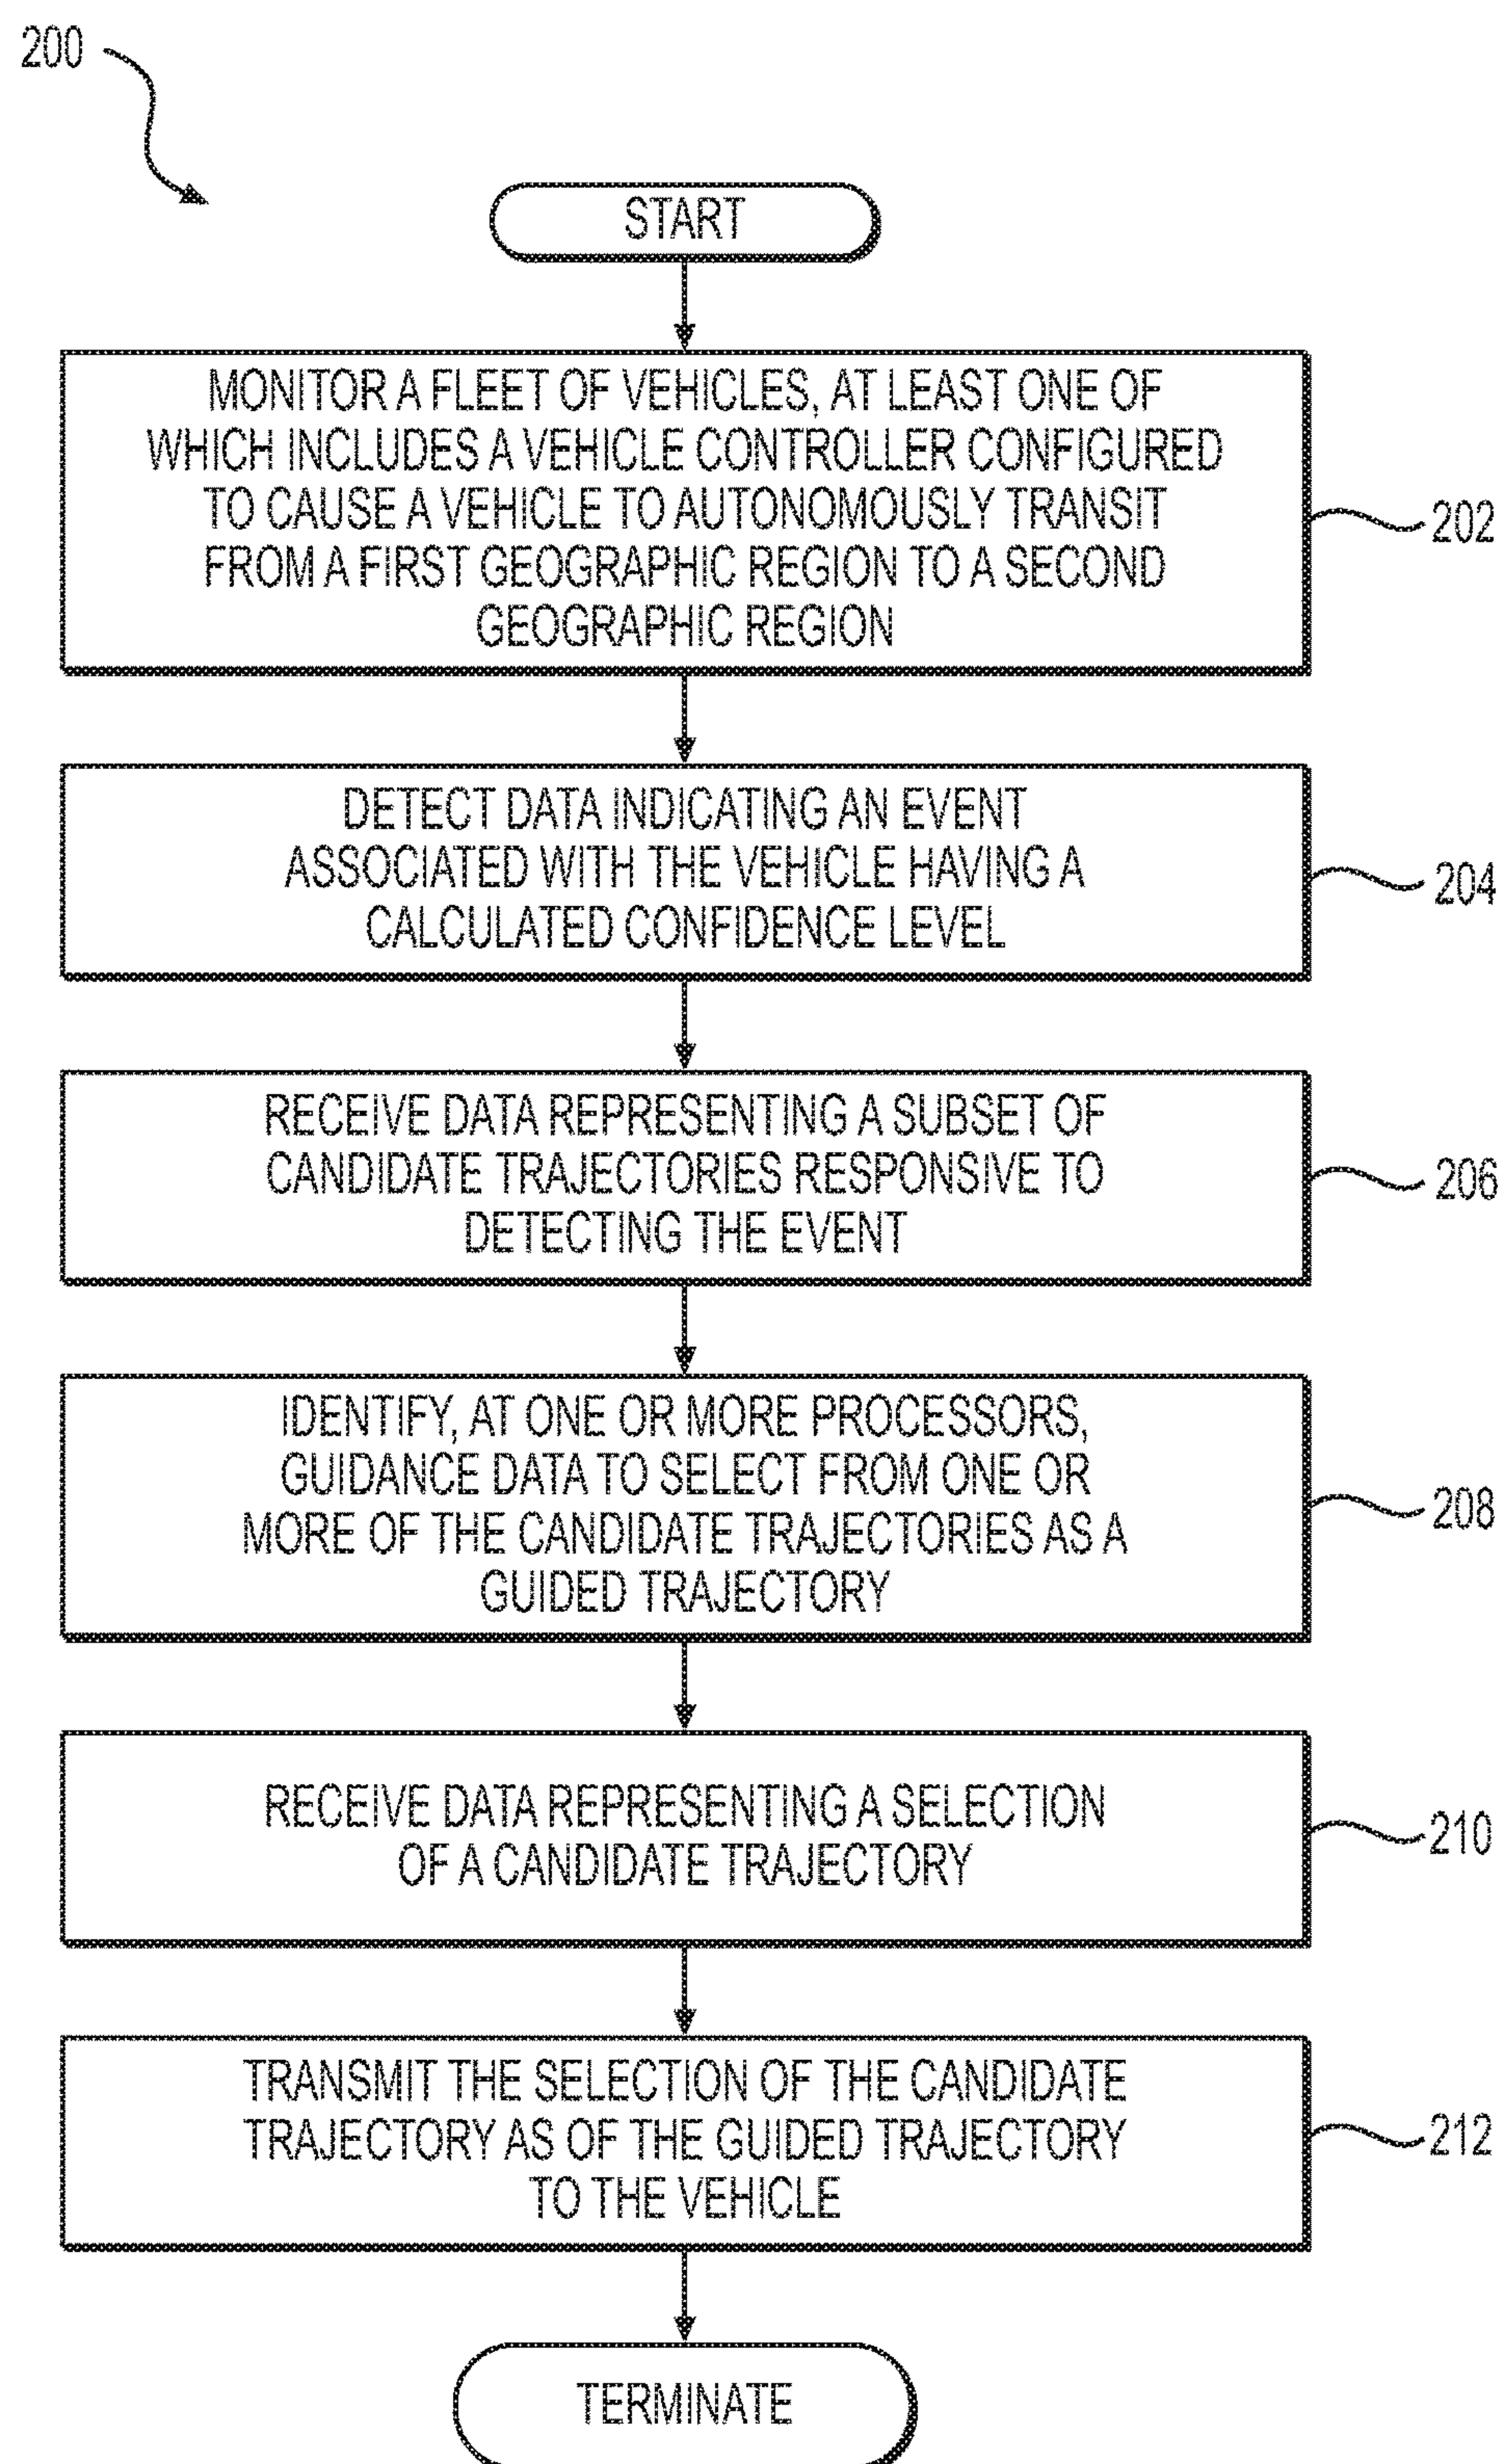 200
START
MONITOR A FLEET OF VEHICLES, AT LEAST ONE OF
WHICH INCLUDES A VEHICLE CONTROLLER CONFIGURED
TO CAUSE A VEHICLE TO AUTONOMOUSLY TRANSIT
FROM A FIRST GEOGRAPHIC REGION TO A SECOND
GEOGRAPHIC REGION
202
DETECT DATA INDICATING AN EVENT
ASSOCIATED WITH THE VEHICLE HAVING A
CALCULATED CONFIDENCE LEVEL
204
RECEIVE DATA REPRESENTING A SUBSET OF
CANDIDATE TRAJECTORIES RESPONSIVE TO
DETECTING THE EVENT
206
IDENTIFY, AT ONE OR MORE PROCESSORS,
GUIDANCE DATA TO SELECT FROM ONE OR
MORE OF THE CANDIDATE TRAJECTORIES AS A
GUIDED TRAJECTORY
208
RECEIVE DATA REPRESENTING A SELECTION
OF A CANDIDATE TRAJECTORY
210
TRANSMIT THE SELECTION OF THE CANDIDATE
TRAJECTORY AS OF THE GUIDED TRAJECTORY
TO THE VEHICLE
212
TERMINATE